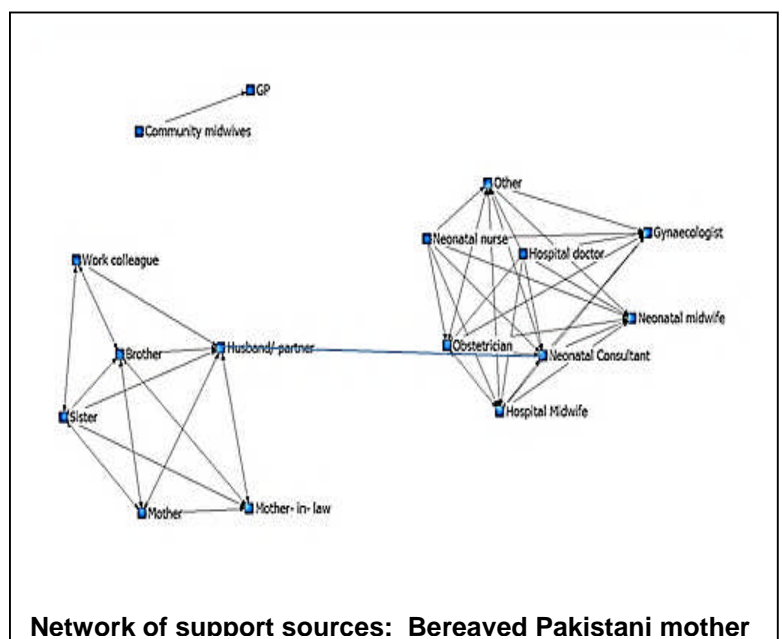 GP
Community midwives
Other
Neonatal nurse
Gynaecologist
Hospital doctor
Work colleague
Neonatal midwife
Obstetrician
Husband/ partner
Brother
Neonatal Consultant
Hospital Midwife
Sister
Mother
Mother- in- law
Network of support sources: Bereaved Pakistani mother